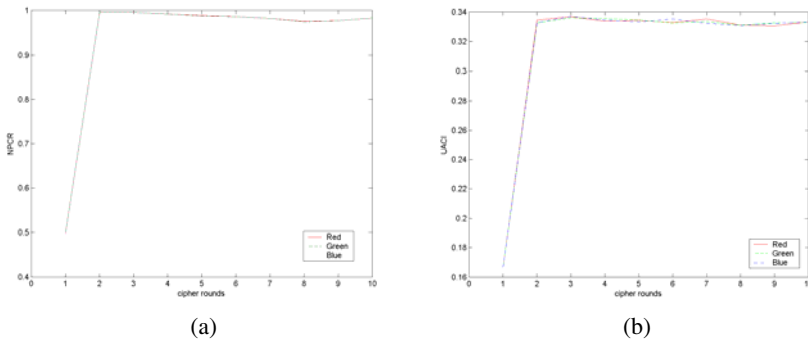 1
0.9
0.8
0.7
0.6
0.5
0.4
NPCR
0 1 2 3 4 5 6 7 8 9 10
cipher rounds
Red
Green
Blue
(a)
0.34
0.32
0.3
0.28
0.26
0.24
0.22
0.2
0.18
0.16
UACI
0 1 2 3 4 5 6 7 8 9 1
cipher rounds
Red
Green
Blue
(b)